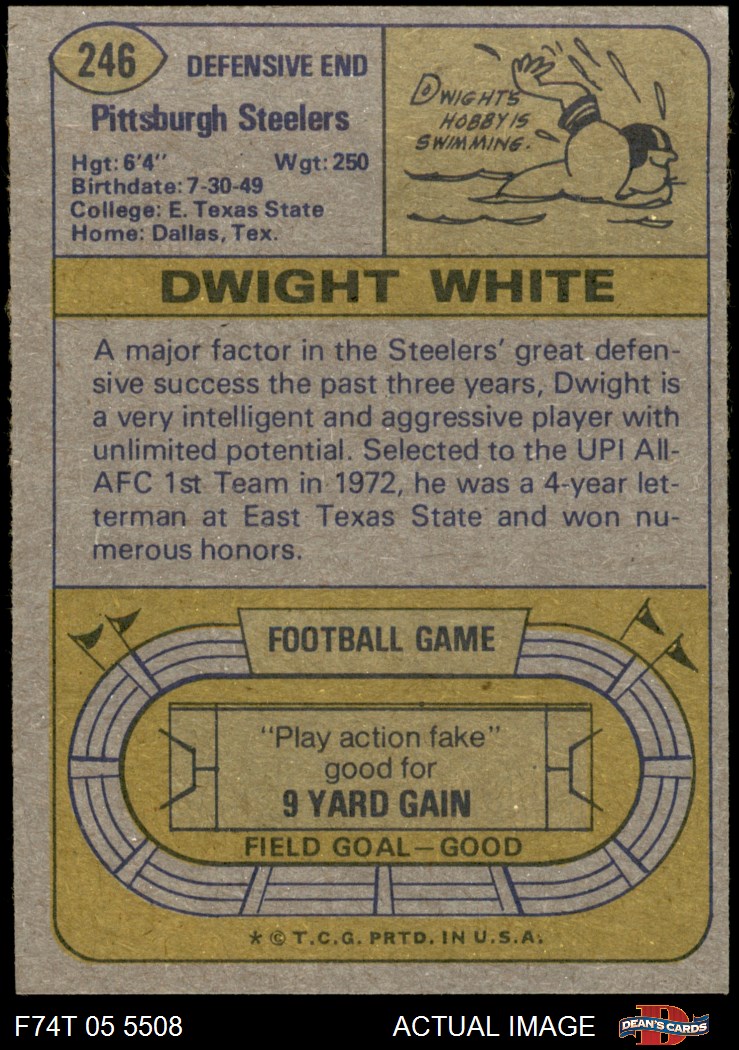 246
DEFENSIVE END
Pittsburgh Steelers
Hgt: 6'4" Wgt: 250
Birthdate: 7-30-49
College: E. Texas State
Home: Dallas, Tex.
DWIGHT'S
HOBBY IS
SWIMMING.
DWIGHT WHITE
A major factor in the Steelers' great defen-
sive success the past three years, Dwight is
a very intelligent and aggressive player with
unlimited potential. Selected to the UPI All-
AFC 1st Team in 1972, he was a 4-year let-
terman at East Texas State and won nu-
merous honors.
FOOTBALL GAME
"Play action fake"
good for
9 YARD GAIN
FIELD GOAL—GOOD
* © T.C.G. PRTD. IN U.S.A.
F74T 05 5508 ACTUAL IMAGE
D
DEAN'S CARDS